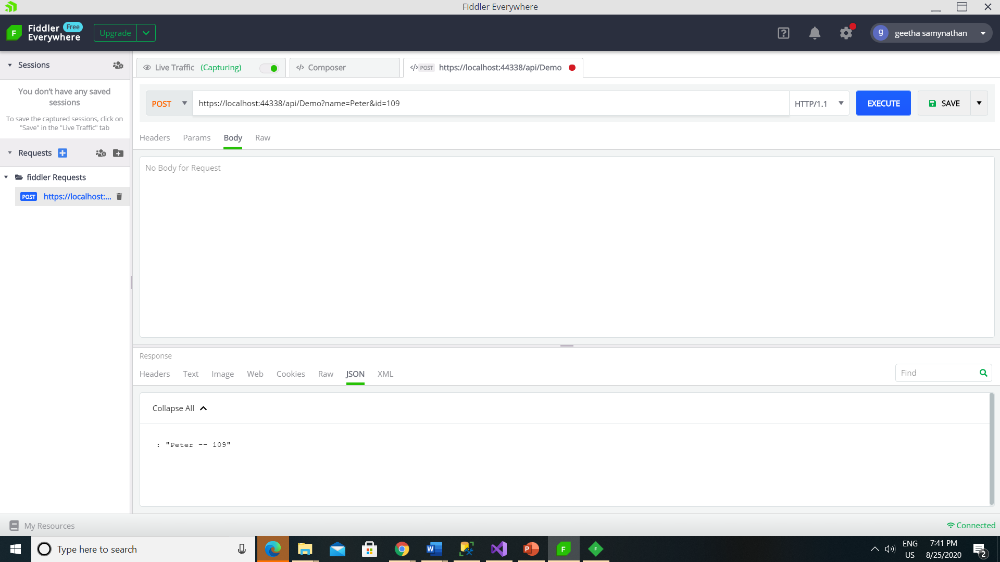 Fiddler Everywhere
Fiddler Everywhere
Free
Upgrade
g
geetha samynathan
Sessions
You don't have any saved
sessions
To save the captured sessions, click on
"Save" in the "Live Traffic" tab
Requests
fiddler Requests
POST https://localhost:...
Live Traffic (Capturing)
</> Composer
</> POST https://localhost:44338/api/Demo
POST
https://localhost:44338/api/Demo?name=Peter&id=109
HTTP/1.1
EXECUTE
SAVE
Headers Params Body Raw
No Body for Request
Response
Headers Text Image Web Cookies Raw JSON XML
Find
Collapse All
: "Peter -- 109"
My Resources
Connected
Type here to search
ENG
US
7:41 PM
8/25/2020
2